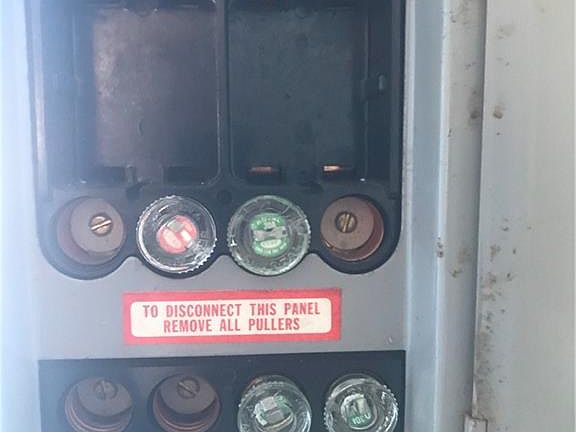 TO DISCONNECT THIS PANEL
REMOVE ALL PULLERS